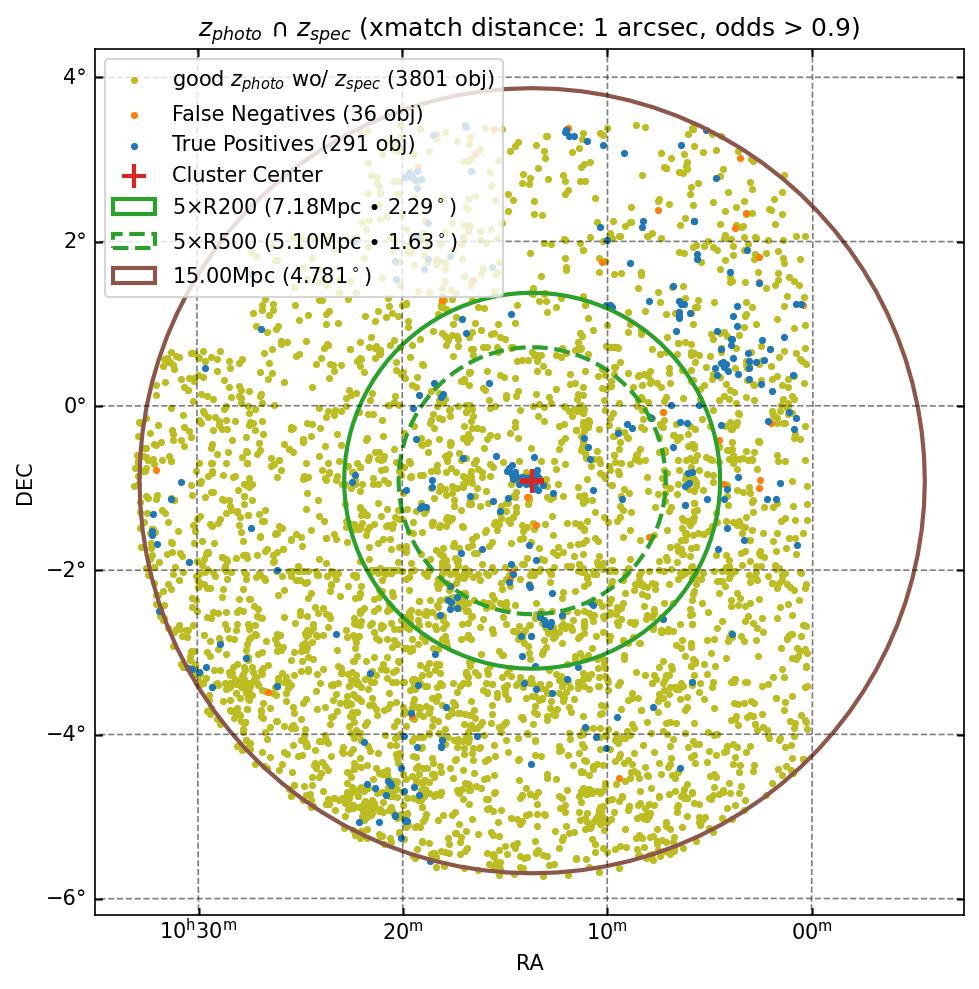 z_photo ∩ z_spec (xmatch distance: 1 arcsec, odds > 0.9)
good z_photo wo/ z_spec (3801 obj)
False Negatives (36 obj)
True Positives (291 obj)
Cluster Center
5×R200 (7.18Mpc • 2.29°)
5×R500 (5.10Mpc • 1.63°)
15.00Mpc (4.781°)
4°
2°
0°
−2°
−4°
−6°
DEC
10ʰ30ᵐ 20ᵐ 10ᵐ 00ᵐ
RA